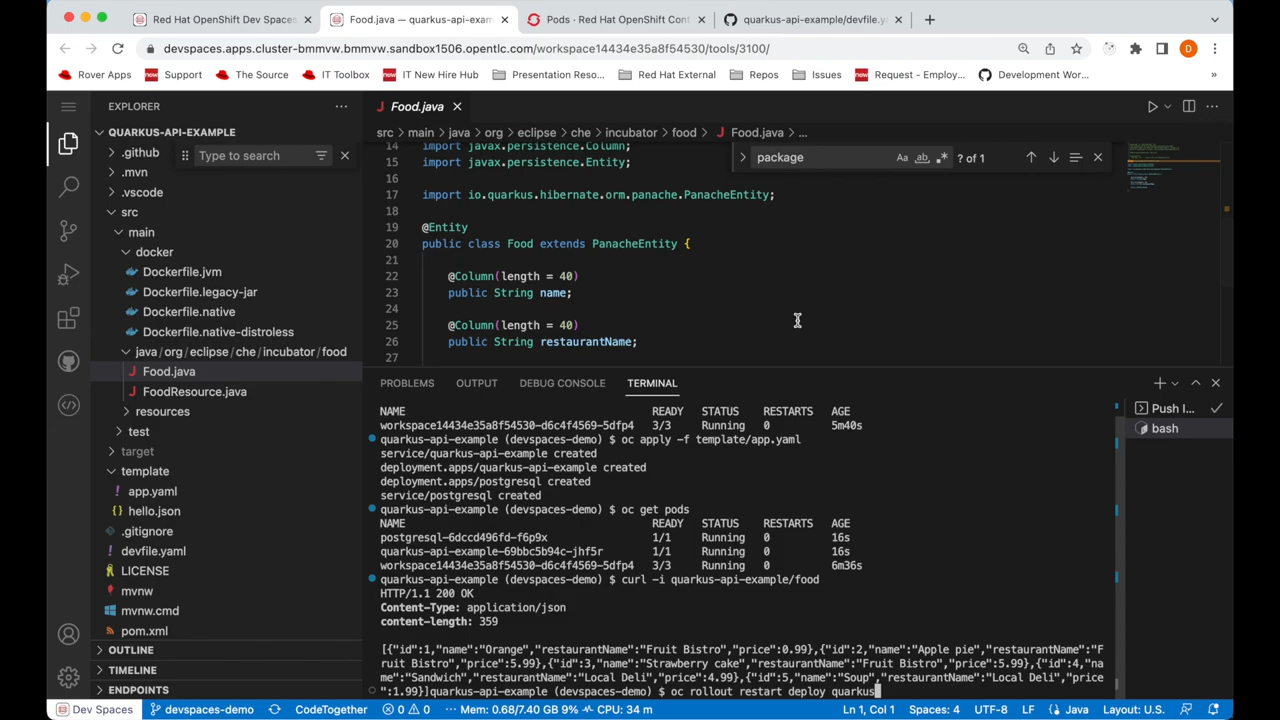 Red Hat OpenShift Dev Spaces
Food.java — quarkus-api-exam
Pods · Red Hat OpenShift Cont
quarkus-api-example/devfile.y
devspaces.apps.cluster-bmmvw.bmmvw.sandbox1506.opentlc.com/workspace14434e35a8f54530/tools/3100/
D
Rover Apps
new Support
The Source
IT Toolbox
new IT New Hire Hub
Presentation Reso...
Red Hat External
Repos
Issues
new Request - Employ...
Development Wor...
»
EXPLORER
QUARKUS-API-EXAMPLE
.github
Type to search
.mvn
.vscode
src
main
docker
Dockerfile.jvm
Dockerfile.legacy-jar
Dockerfile.native
Dockerfile.native-distroless
java/org/eclipse/che/incubator/food
J Food.java
J FoodResource.java
resources
test
target
template
app.yaml
hello.json
.gitignore
devfile.yaml
LICENSE
mvnw
mvnw.cmd
pom.xml
OUTLINE
TIMELINE
ENDPOINTS
J Food.java
src > main > java > org > eclipse > che > incubator > food > J Food.java > ...
package
Aa ab .* ? of 1
14 import javax.persistence.Column;
15 import javax.persistence.Entity;
16
17 import io.quarkus.hibernate.orm.panache.PanacheEntity;
18
19 @Entity
20 public class Food extends PanacheEntity {
21
22 @Column(length = 40)
23 public String name;
24
25 @Column(length = 40)
26 public String restaurantName;
27
PROBLEMS OUTPUT DEBUG CONSOLE TERMINAL
NAME READY STATUS RESTARTS AGE
workspace14434e35a8f54530-d6c4f4569-5dfp4 3/3 Running 0 5m40s
quarkus-api-example (devspaces-demo) $ oc apply -f template/app.yaml
service/quarkus-api-example created
deployment.apps/quarkus-api-example created
deployment.apps/postgresql created
service/postgresql created
quarkus-api-example (devspaces-demo) $ oc get pods
NAME READY STATUS RESTARTS AGE
postgresql-6dccd496fd-f6p9x 1/1 Running 0 16s
quarkus-api-example-69bbc5b94c-jhf5r 1/1 Running 0 16s
workspace14434e35a8f54530-d6c4f4569-5dfp4 3/3 Running 0 6m36s
quarkus-api-example (devspaces-demo) $ curl -i quarkus-api-example/food
HTTP/1.1 200 OK
Content-Type: application/json
content-length: 359
[{"id":1,"name":"Orange","restaurantName":"Fruit Bistro","price":0.99},{"id":2,"name":"Apple pie","restaurantName":"F
ruit Bistro","price":5.99},{"id":3,"name":"Strawberry cake","restaurantName":"Fruit Bistro","price":5.99},{"id":4,"na
me":"Sandwich","restaurantName":"Local Deli","price":4.99},{"id":5,"name":"Soup","restaurantName":"Local Deli","price
":1.99}]quarkus-api-example (devspaces-demo) $ oc rollout restart deploy quarkus
Push I...
bash
Dev Spaces
devspaces-demo
CodeTogether
0 0
Mem: 0.68/7.40 GB 9% CPU: 34 m
Ln 1, Col 1
Spaces: 4
UTF-8
LF
{} Java
Layout: U.S.